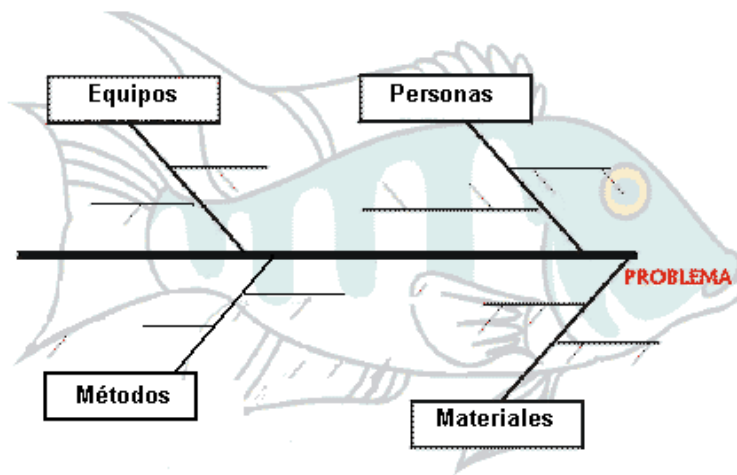 Equipos
Personas
PROBLEMA
Métodos
Materiales